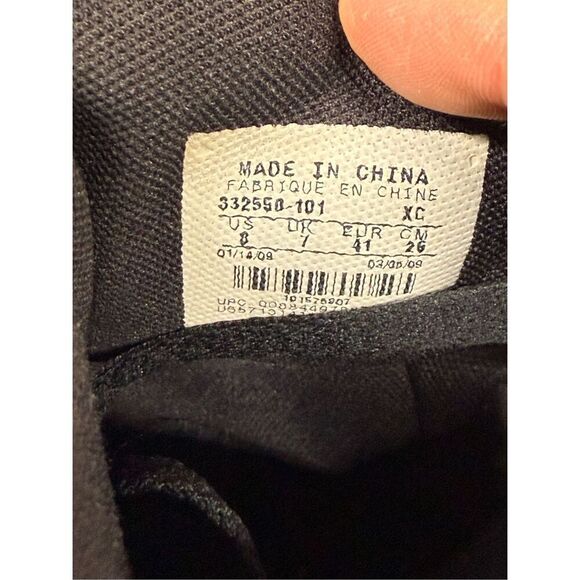 MADE IN CHINA
FABRIQUE EN CHINE
332550-101 XC
US UK EUR CM
8 7 41 26
01/14/09 03/05/09
UPC